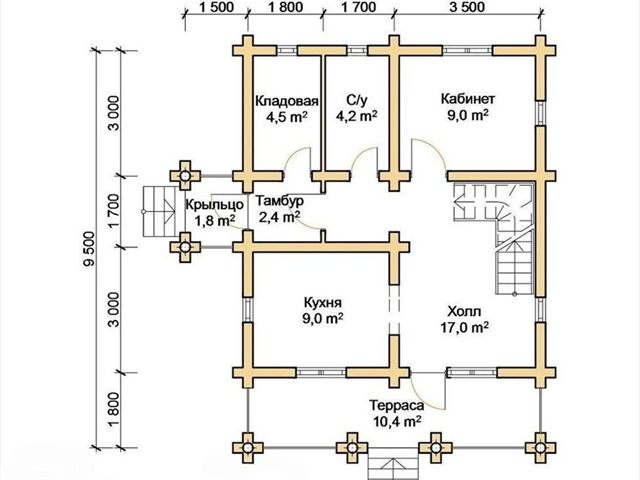 1 500 1 800 1 700 3 500
3 000
Кладовая
4,5 m²
С/у
4,2 m²
Кабинет
9,0 m²
1 700
Крыльцо
1,8 m²
Тамбур
2,4 m²
9 500
3 000
Кухня
9,0 m²
Холл
17,0 m²
1 800
Терраса
10,4 m²